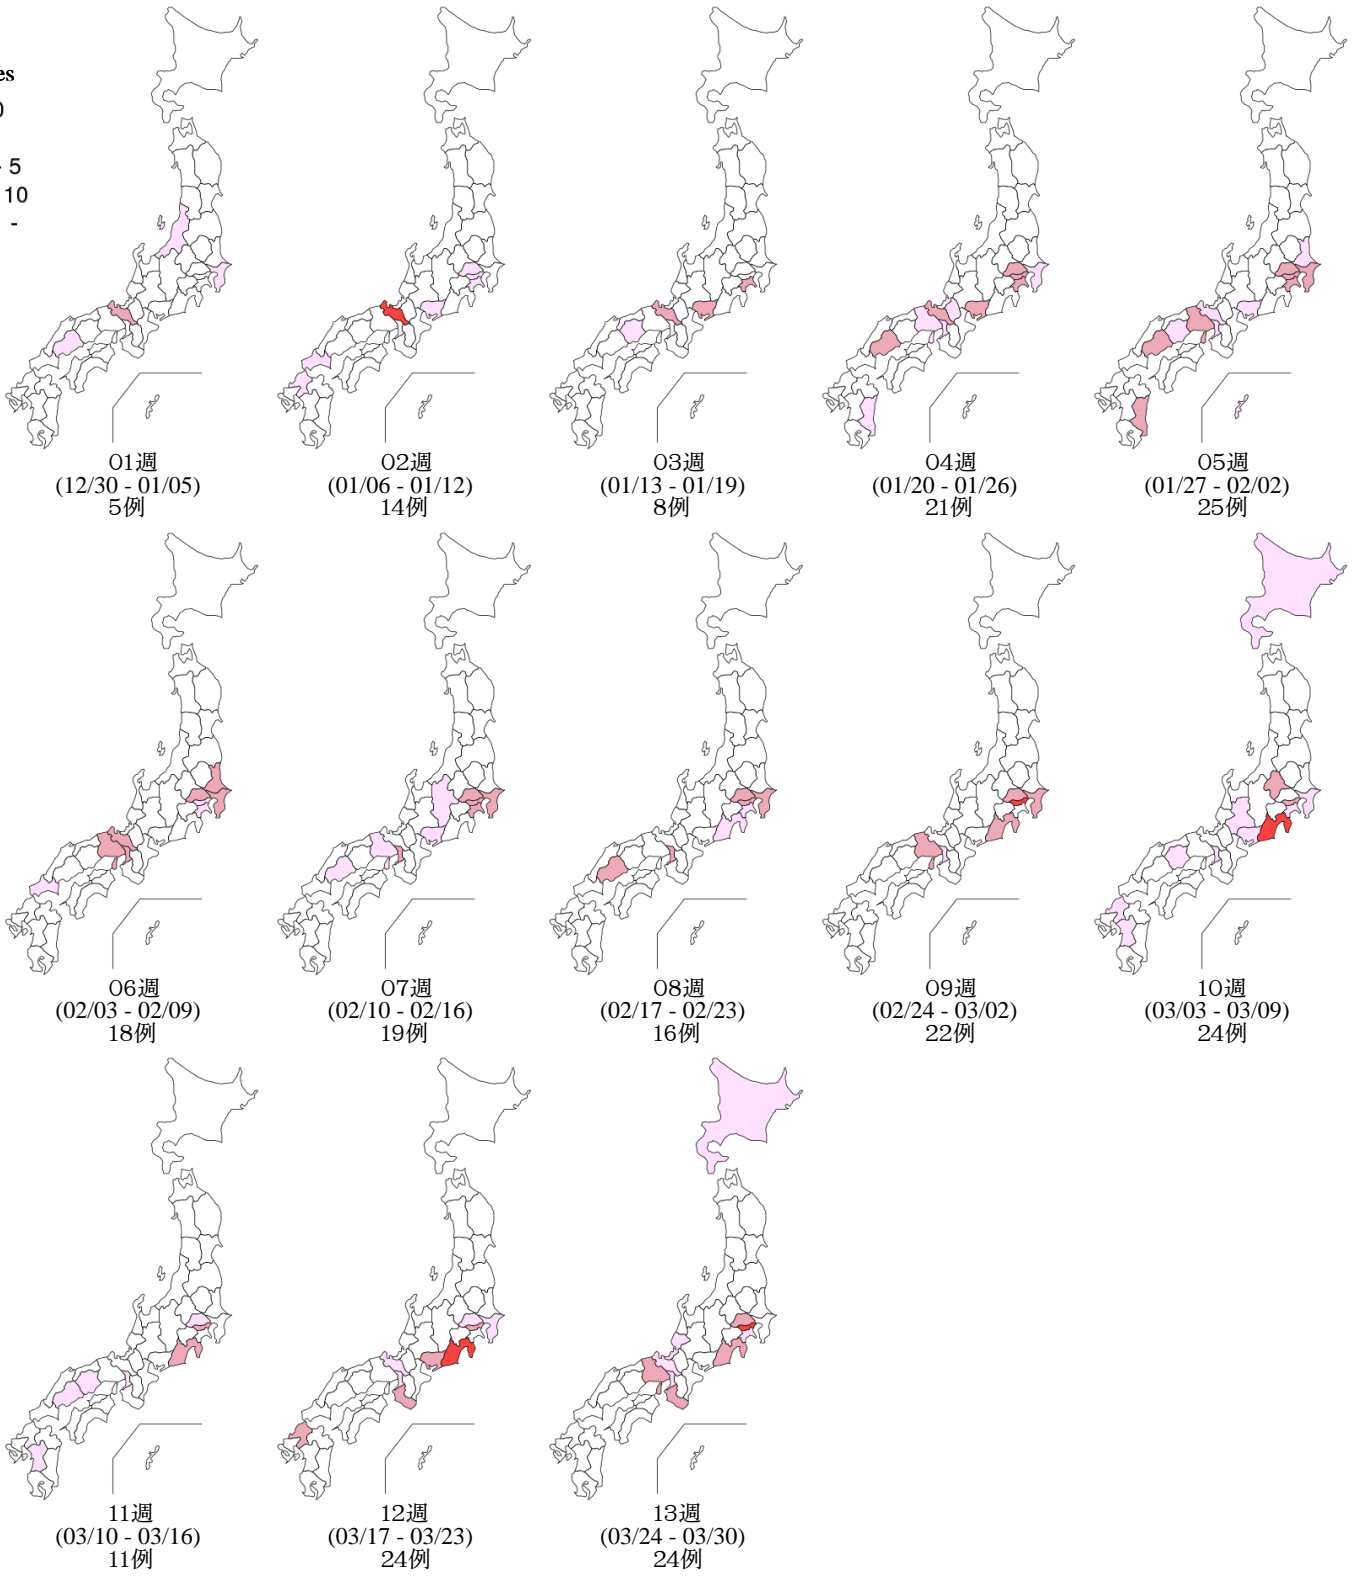 es
0
5
10
-
01週
(12/30 - 01/05)
5例
02週
(01/06 - 01/12)
14例
03週
(01/13 - 01/19)
8例
04週
(01/20 - 01/26)
21例
05週
(01/27 - 02/02)
25例
06週
(02/03 - 02/09)
18例
07週
(02/10 - 02/16)
19例
08週
(02/17 - 02/23)
16例
09週
(02/24 - 03/02)
22例
10週
(03/03 - 03/09)
24例
11週
(03/10 - 03/16)
11例
12週
(03/17 - 03/23)
24例
13週
(03/24 - 03/30)
24例